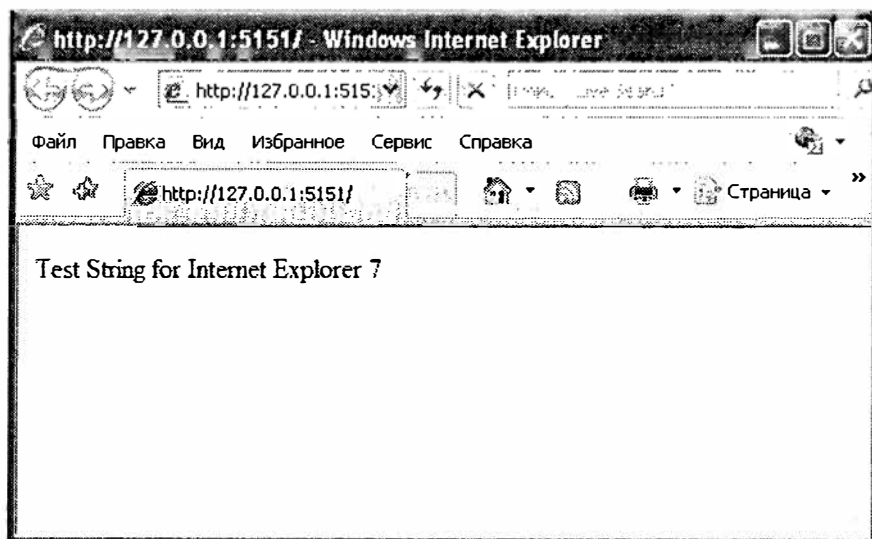 http://127.0.0.1:5151/ - Windows Internet Explorer
http://127.0.0.1:515
Файл Правка Вид Избранное Сервис Справка
http://127.0.0.1:5151/ Страница »
Test String for Internet Explorer 7